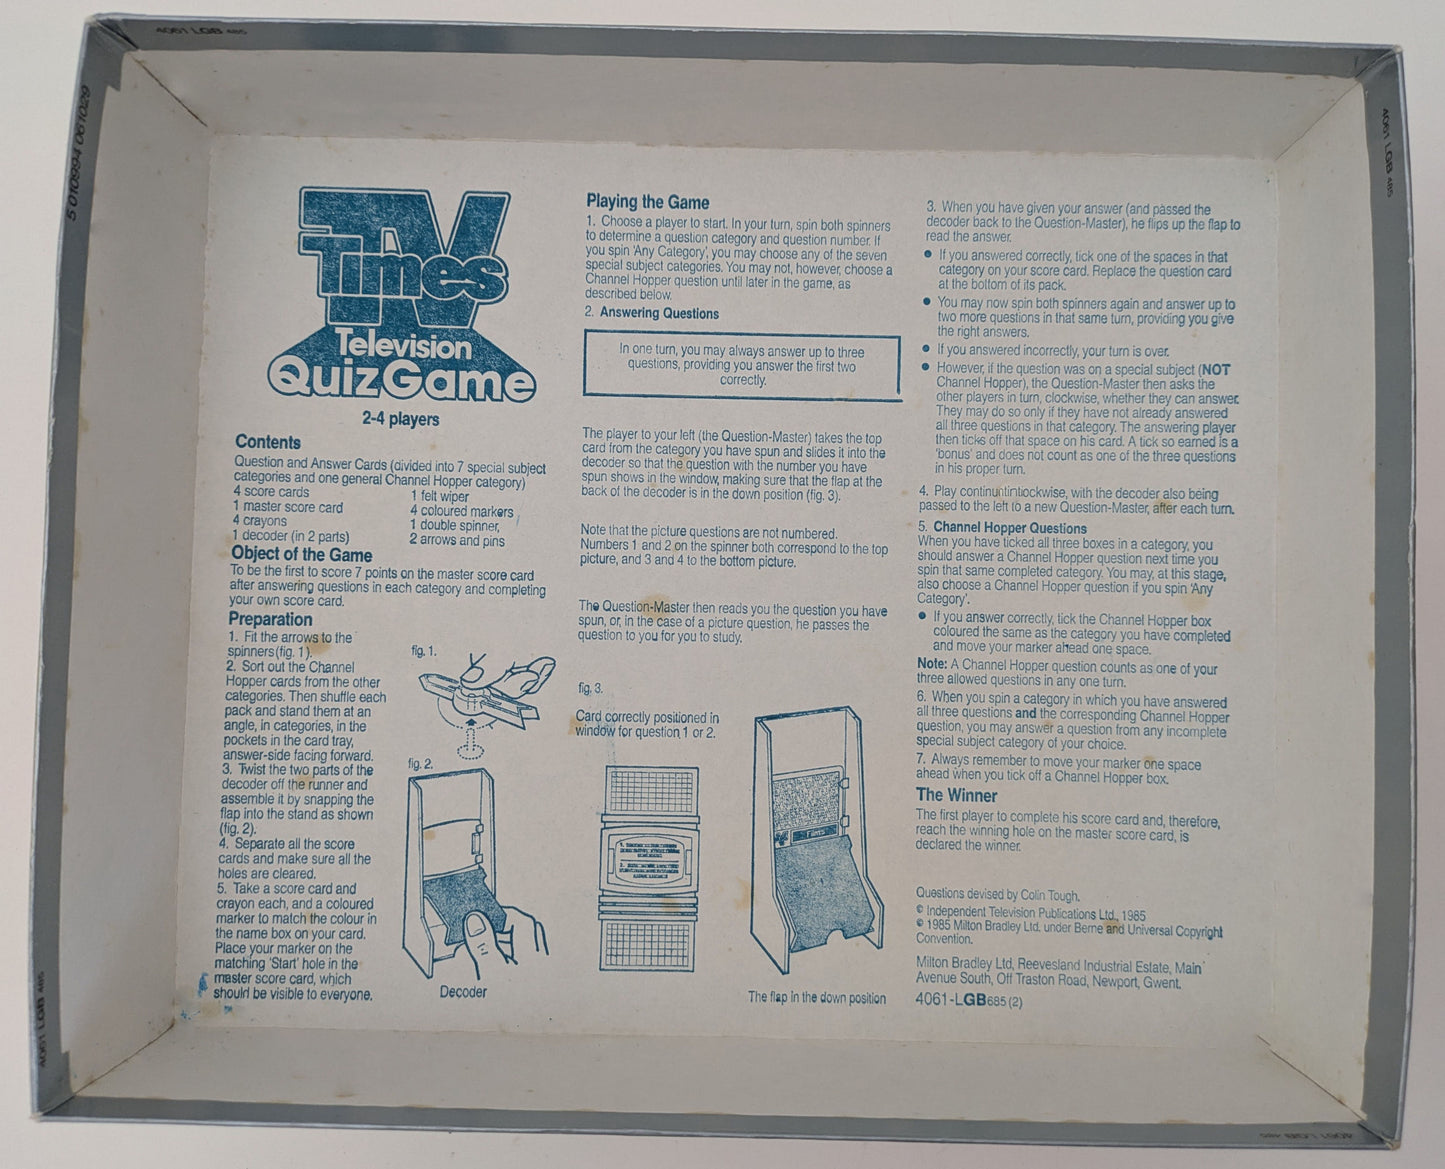 4061 LGB 485
5 010994 061029
4061 LGB 485
TV
Times
Television
Quiz Game
2-4 players
Contents
Question and Answer Cards (divided into 7 special subject
categories and one general Channel Hopper category)
4 score cards
1 master score card
4 crayons
1 decoder (in 2 parts)
1 felt wiper
4 coloured markers
1 double spinner,
2 arrows and pins
Object of the Game
To be the first to score 7 points on the master score card
after answering questions in each category and completing
your own score card.
Preparation
1. Fit the arrows to the
spinners (fig. 1).
2. Sort out the Channel
Hopper cards from the other
categories. Then shuffle each
pack and stand them at an
angle, in categories, in the
pockets in the card tray,
answer-side facing forward.
3. Twist the two parts of the
decoder off the runner and
assemble it by snapping the
flap into the stand as shown
(fig. 2).
4. Separate all the score
cards and make sure all the
holes are cleared.
5. Take a score card and
crayon each, and a coloured
marker to match the colour in
the name box on your card.
Place your marker on the
matching 'Start' hole in the
master score card, which
should be visible to everyone.
fig. 1.
fig. 2.
Decoder
Playing the Game
1. Choose a player to start. In your turn, spin both spinners
to determine a question category and question number. If
you spin 'Any Category', you may choose any of the seven
special subject categories. You may not, however, choose a
Channel Hopper question until later in the game, as
described below.
2. Answering Questions
In one turn, you may always answer up to three
questions, providing you answer the first two
correctly.
The player to your left (the Question-Master) takes the top
card from the category you have spun and slides it into the
decoder so that the question with the number you have
spun shows in the window, making sure that the flap at the
back of the decoder is in the down position (fig. 3).
Note that the picture questions are not numbered.
Numbers 1 and 2 on the spinner both correspond to the top
picture, and 3 and 4 to the bottom picture.
The Question-Master then reads you the question you have
spun, or, in the case of a picture question, he passes the
question to you for you to study.
fig. 3.
Card correctly positioned in
window for question 1 or 2.
Films
The flap in the down position
3. When you have given your answer (and passed the
decoder back to the Question-Master), he flips up the flap to
read the answer.
• If you answered correctly, tick one of the spaces in that
category on your score card. Replace the question card
at the bottom of its pack.
• You may now spin both spinners again and answer up to
two more questions in that same turn, providing you give
the right answers.
• If you answered incorrectly, your turn is over.
• However, if the question was on a special subject (NOT
Channel Hopper), the Question-Master then asks the
other players in turn, clockwise, whether they can answer.
They may do so only if they have not already answered
all three questions in that category. The answering player
then ticks off that space on his card. A tick so earned is a
'bonus' and does not count as one of the three questions
in his proper turn.
4. Play continuntintlockwise, with the decoder also being
passed to the left to a new Question-Master, after each turn.
5. Channel Hopper Questions
When you have ticked all three boxes in a category, you
should answer a Channel Hopper question next time you
spin that same completed category. You may, at this stage,
also choose a Channel Hopper question if you spin 'Any
Category'.
• If you answer correctly, tick the Channel Hopper box
coloured the same as the category you have completed
and move your marker ahead one space.
Note: A Channel Hopper question counts as one of your
three allowed questions in any one turn.
6. When you spin a category in which you have answered
all three questions and the corresponding Channel Hopper
question, you may answer a question from any incomplete
special subject category of your choice.
7. Always remember to move your marker one space
ahead when you tick off a Channel Hopper box.
The Winner
The first player to complete his score card and, therefore,
reach the winning hole on the master score card, is
declared the winner.
Questions devised by Colin Tough.
© Independent Television Publications Ltd., 1985
© 1985 Milton Bradley Ltd. under Berne and Universal Copyright
Convention.
Milton Bradley Ltd, Reevesland Industrial Estate, Main
Avenue South, Off Traston Road, Newport, Gwent.
4061-LGB685 (2)
4061 LGB 485
4061 LGB 485